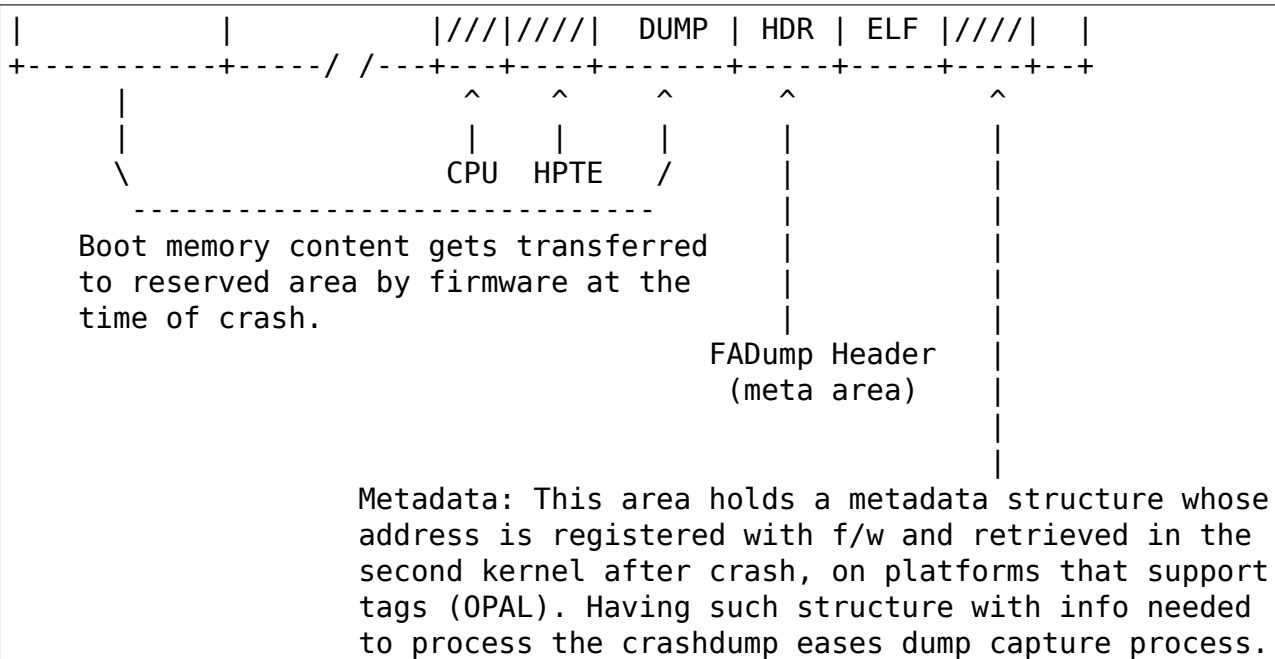 |           |            |///|////|  DUMP | HDR | ELF |////|  |
+-----------+-----/ /---+---+----+-------+-----+-----+----+--+
      |                   ^    ^     ^      ^           ^
      |                   |    |     |      |           |
      \                  CPU  HPTE   /      |           |
       ------------------------------       |           |
    Boot memory content gets transferred    |           |
    to reserved area by firmware at the     |           |
    time of crash.                          |           |
                                        FADump Header   |
                                         (meta area)    |
                                                        |
                                                        |
                    Metadata: This area holds a metadata structure whose
                    address is registered with f/w and retrieved in the
                    second kernel after crash, on platforms that support
                    tags (OPAL). Having such structure with info needed
                    to process the crashdump eases dump capture process.